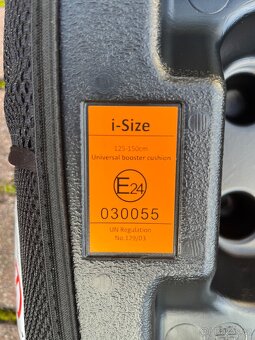 i-Size
125-150cm
Universal booster cushion
E24
030055
UN Regulation
No.129/03